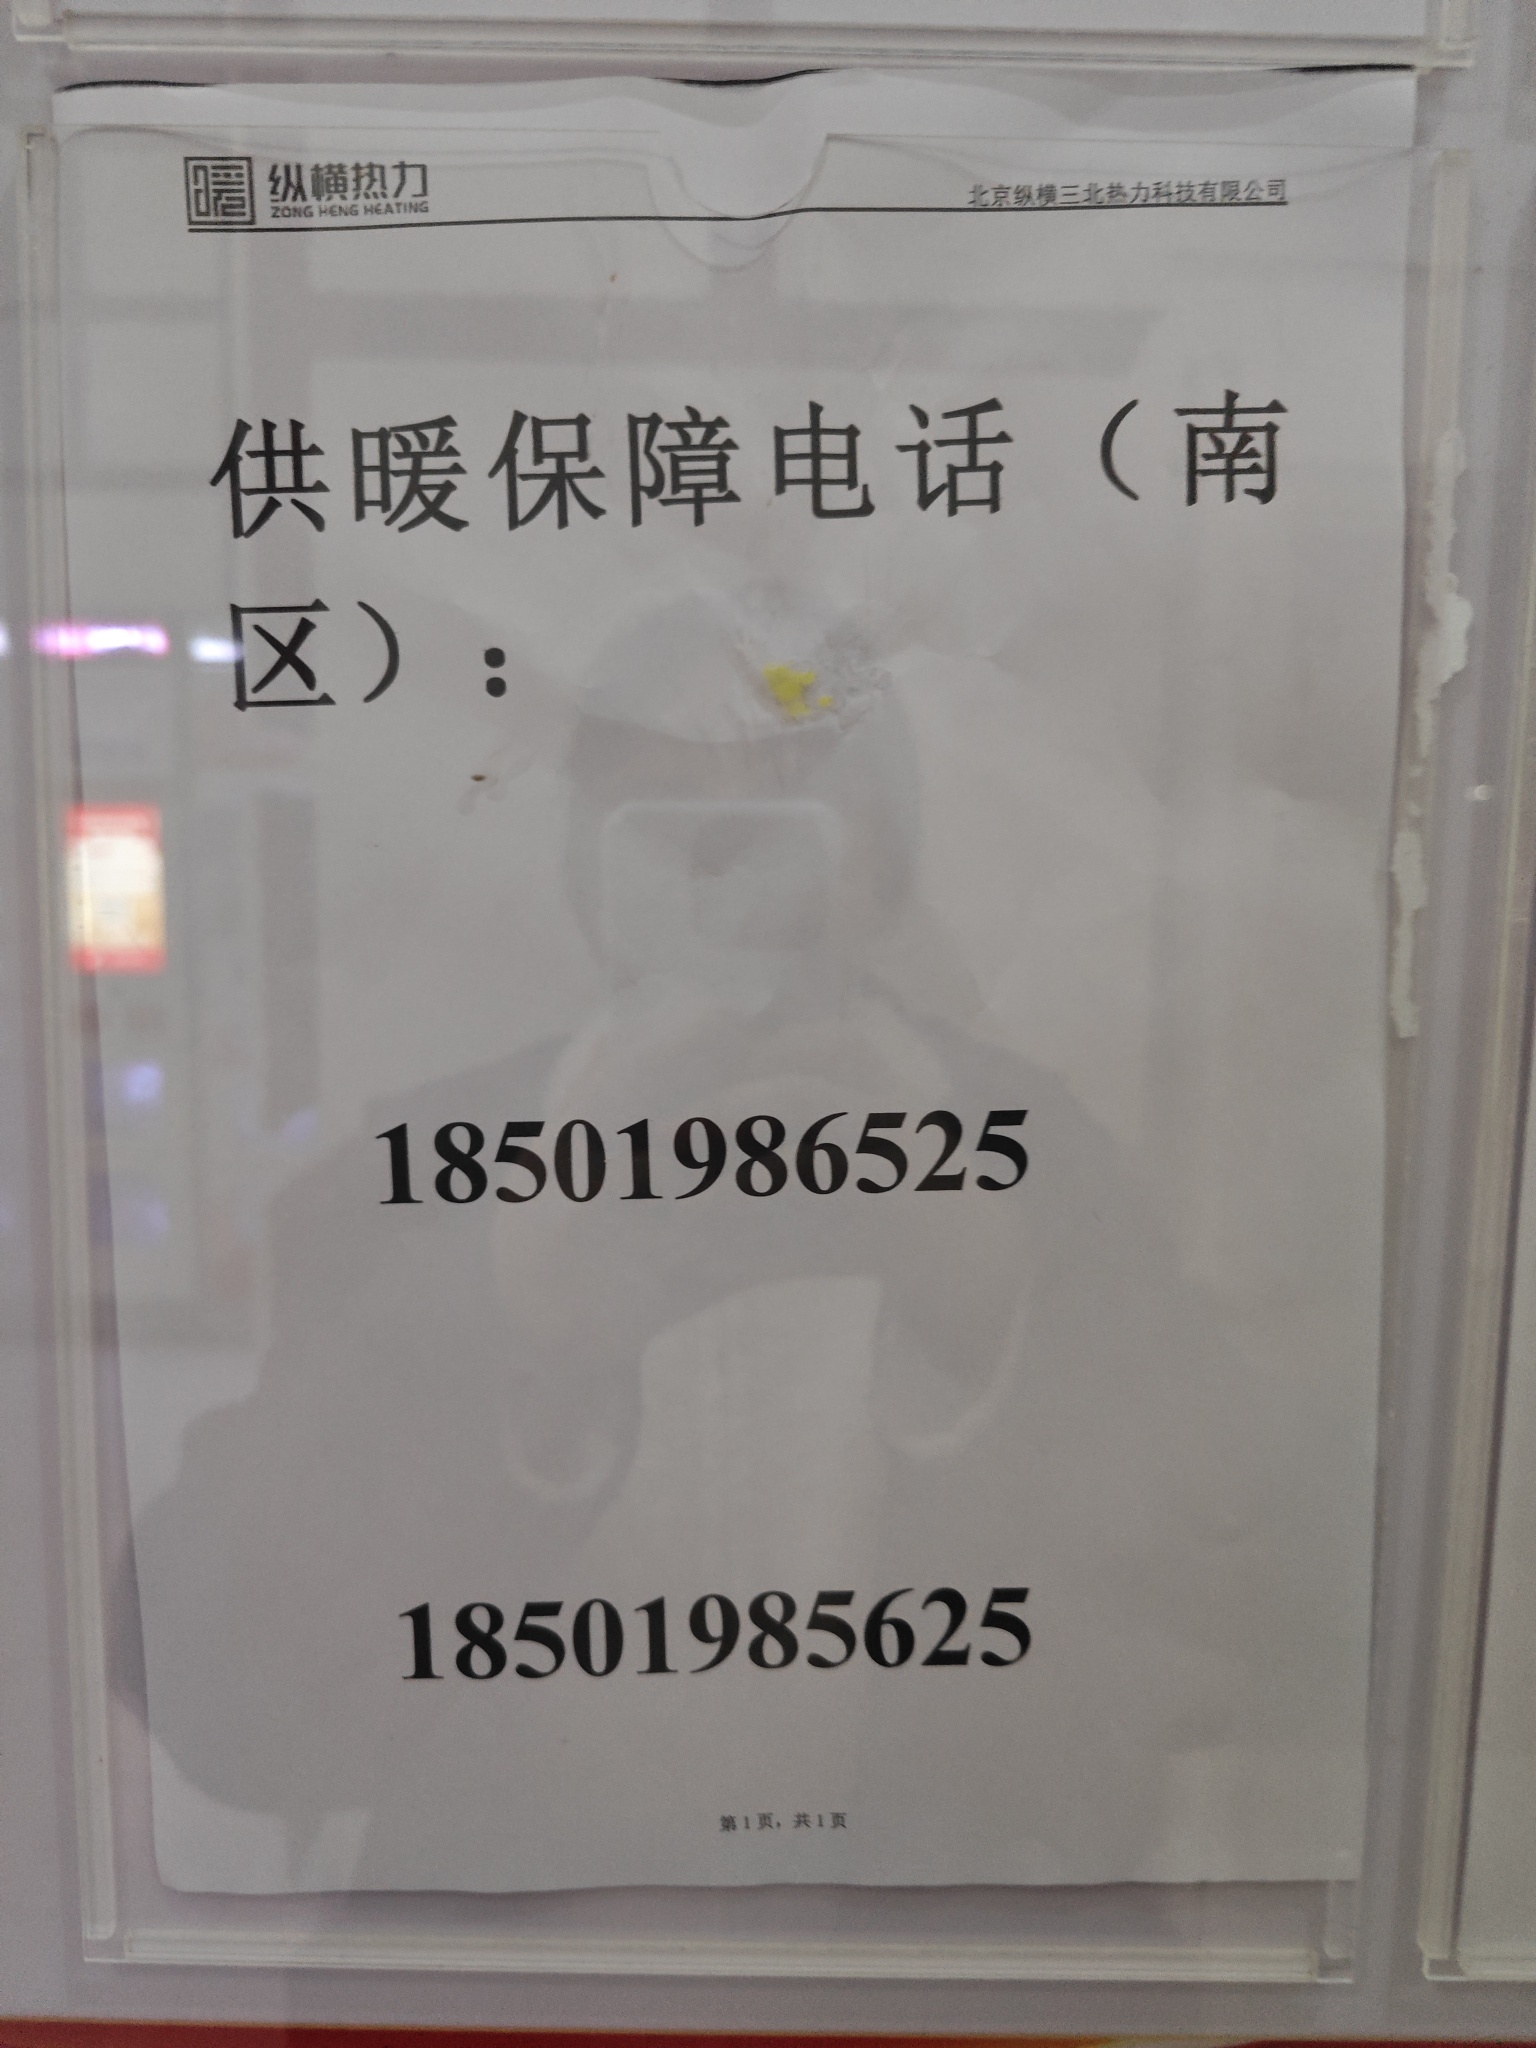 暖
纵横热力
ZONG HENG HEATING
北京纵横三北热力科技有限公司
供暖保障电话（南
区）：
18501986525
18501985625
第 1 页，共 1 页